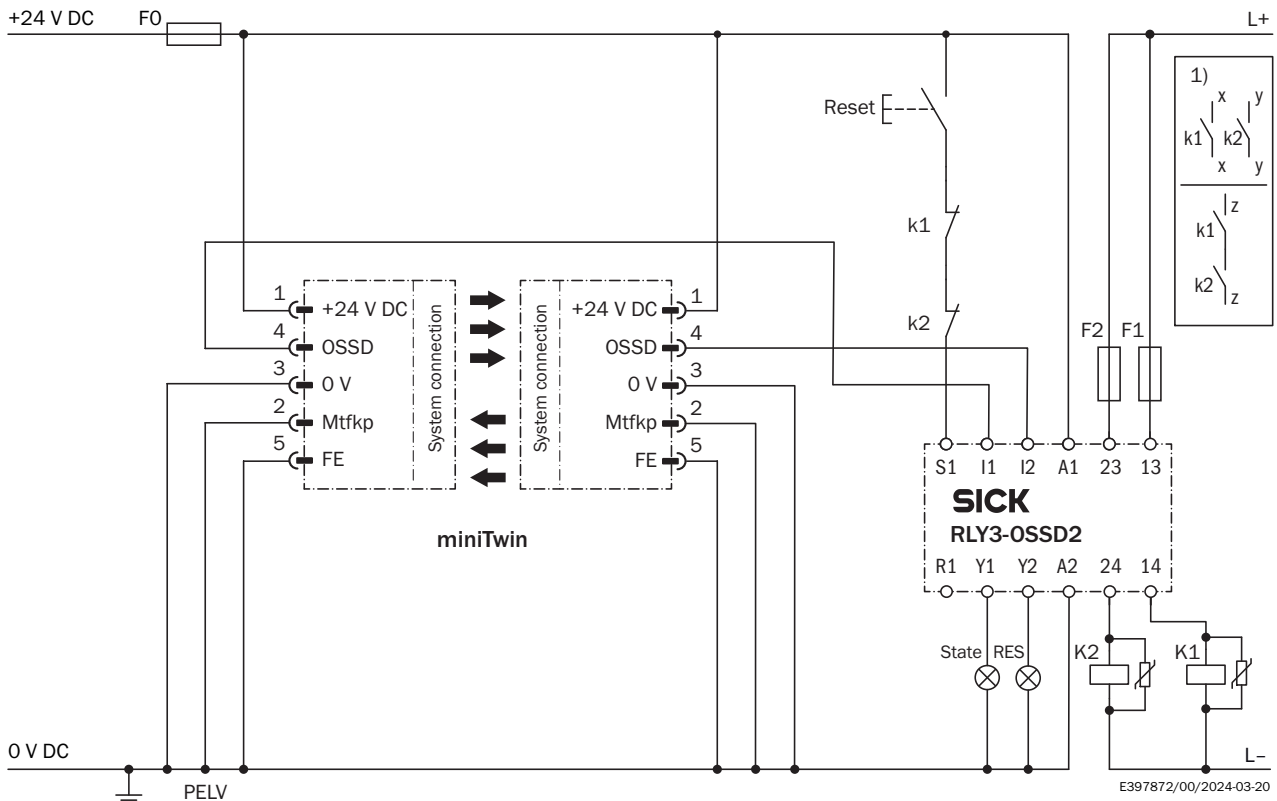 +24 V DC
F0
L+
1)
x
y
k1
k2
x
y
z
k1
k2
z
Reset
k1
k2
F2
F1
1
+24 V DC
4
OSSD
3
0 V
2
Mtfkp
5
FE
System connection
System connection
+24 V DC
1
OSSD
4
0 V
3
Mtfkp
2
FE
5
miniTwin
S1
I1
I2
A1
23
13
SICK
RLY3-OSSD2
R1
Y1
Y2
A2
24
14
State
RES
K2
K1
0 V DC
PELV
L–
E397872/00/2024-03-20